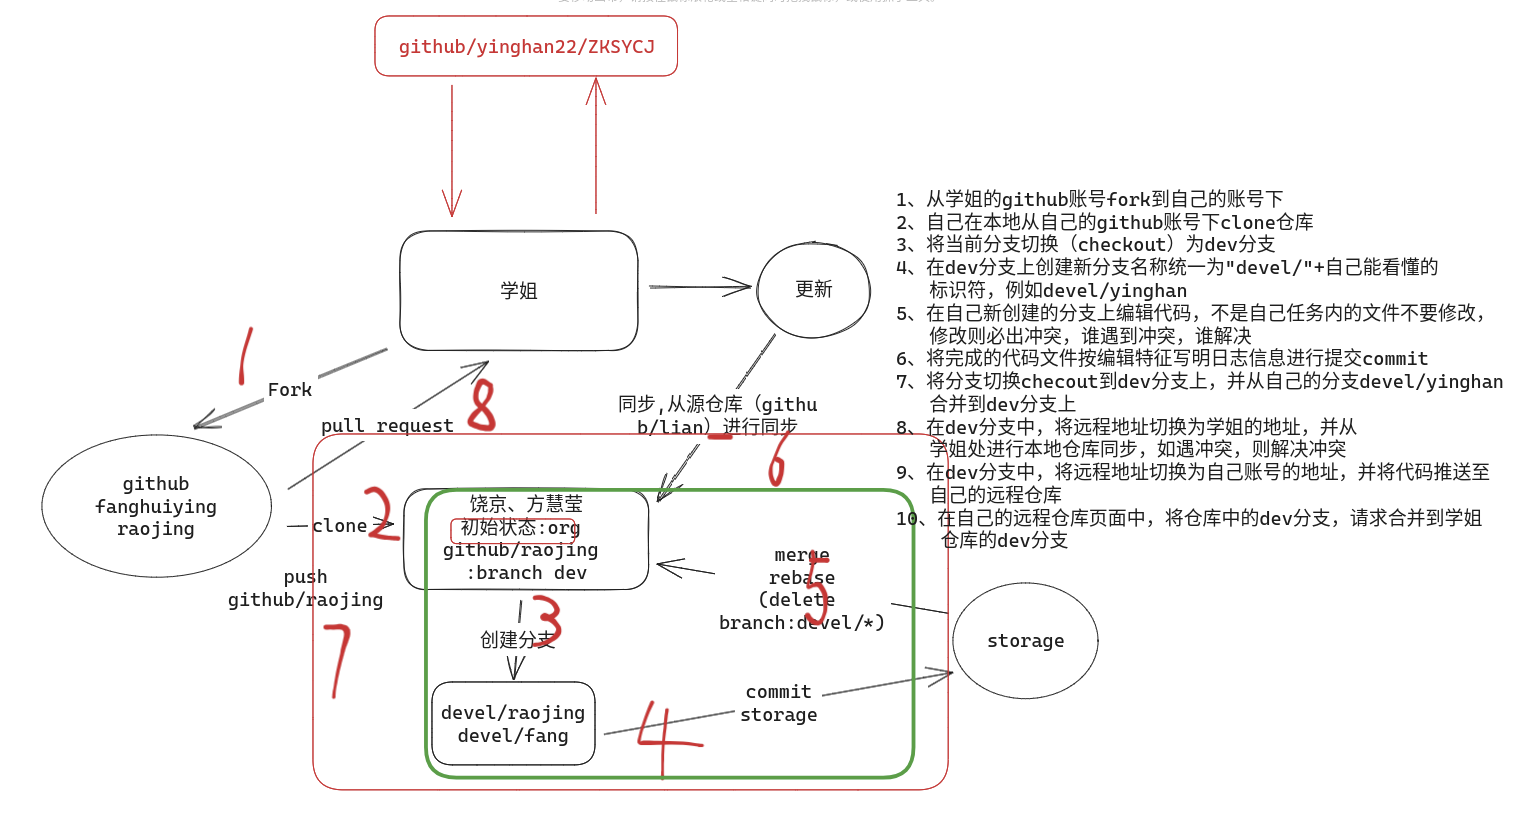 github/yinghan22/ZKSYCJ
学姐
更新
1
Fork
pull request
8
同步,从源仓库（githu
b/lian）进行同步
6
github
fanghuiying
raojing
clone
2
饶京、方慧莹
初始状态:org
github/raojing
:branch dev
push
github/raojing
7
3
创建分支
merge
rebase
(delete
branch:devel/*)
5
storage
devel/raojing
devel/fang
4
commit
storage
1、从学姐的github账号fork到自己的账号下
2、自己在本地从自己的github账号下clone仓库
3、将当前分支切换（checkout）为dev分支
4、在dev分支上创建新分支名称统一为"devel/"+自己能看懂的
标识符，例如devel/yinghan
5、在自己新创建的分支上编辑代码，不是自己任务内的文件不要修改，
修改则必出冲突，谁遇到冲突，谁解决
6、将完成的代码文件按编辑特征写明日志信息进行提交commit
7、将分支切换checout到dev分支上，并从自己的分支devel/yinghan
合并到dev分支上
8、在dev分支中，将远程地址切换为学姐的地址，并从
学姐处进行本地仓库同步，如遇冲突，则解决冲突
9、在dev分支中，将远程地址切换为自己账号的地址，并将代码推送至
自己的远程仓库
10、在自己的远程仓库页面中，将仓库中的dev分支，请求合并到学姐
仓库的dev分支